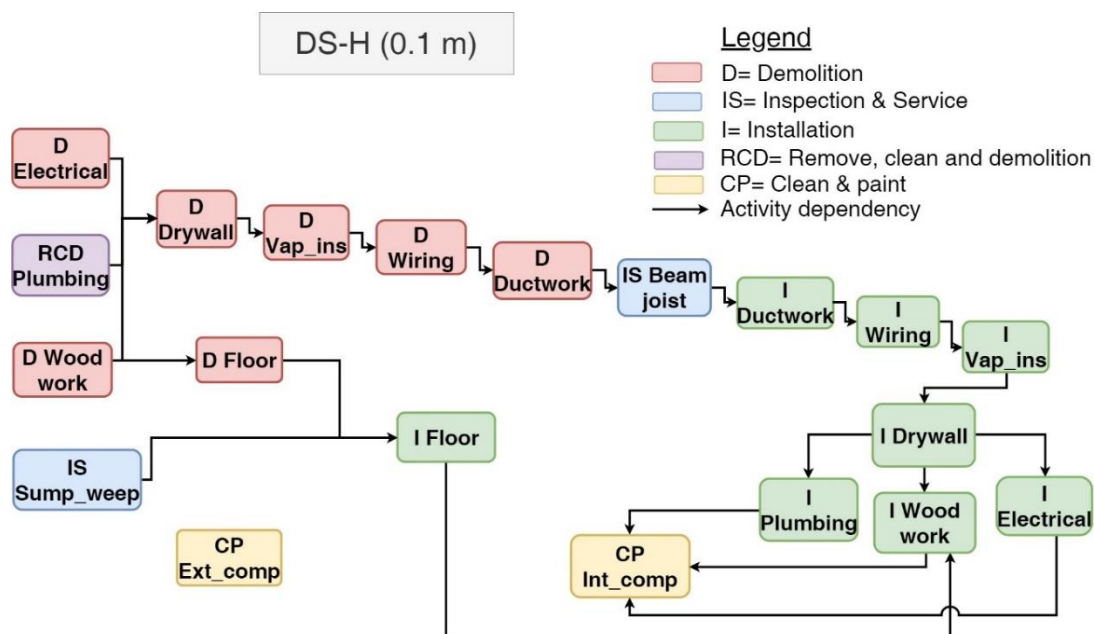 DS-H (0.1 m)
Legend
D= Demolition
IS= Inspection & Service
I= Installation
RCD= Remove, clean and demolition
CP= Clean & paint
Activity dependency
D
Electrical
RCD
Plumbing
D Wood
work
IS
Sump_weep
D
Drywall
D
Vap_ins
D
Wiring
D
Ductwork
IS Beam
joist
I
Ductwork
I
Wiring
I
Vap_ins
D Floor
I Floor
I Drywall
I
Plumbing
I Wood
work
I
Electrical
CP
Ext_comp
CP
Int_comp